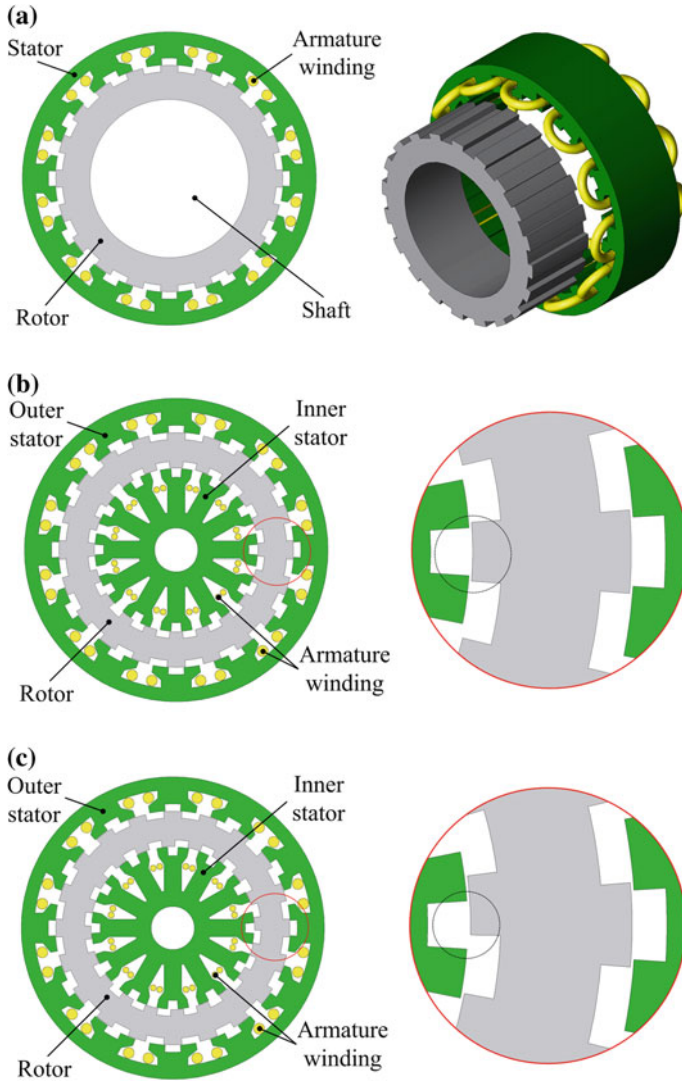 (a)
Stator
Armature
winding
Rotor
Shaft
(b)
Outer
stator
Inner
stator
Rotor
Armature
winding
(c)
Outer
stator
Inner
stator
Rotor
Armature
winding